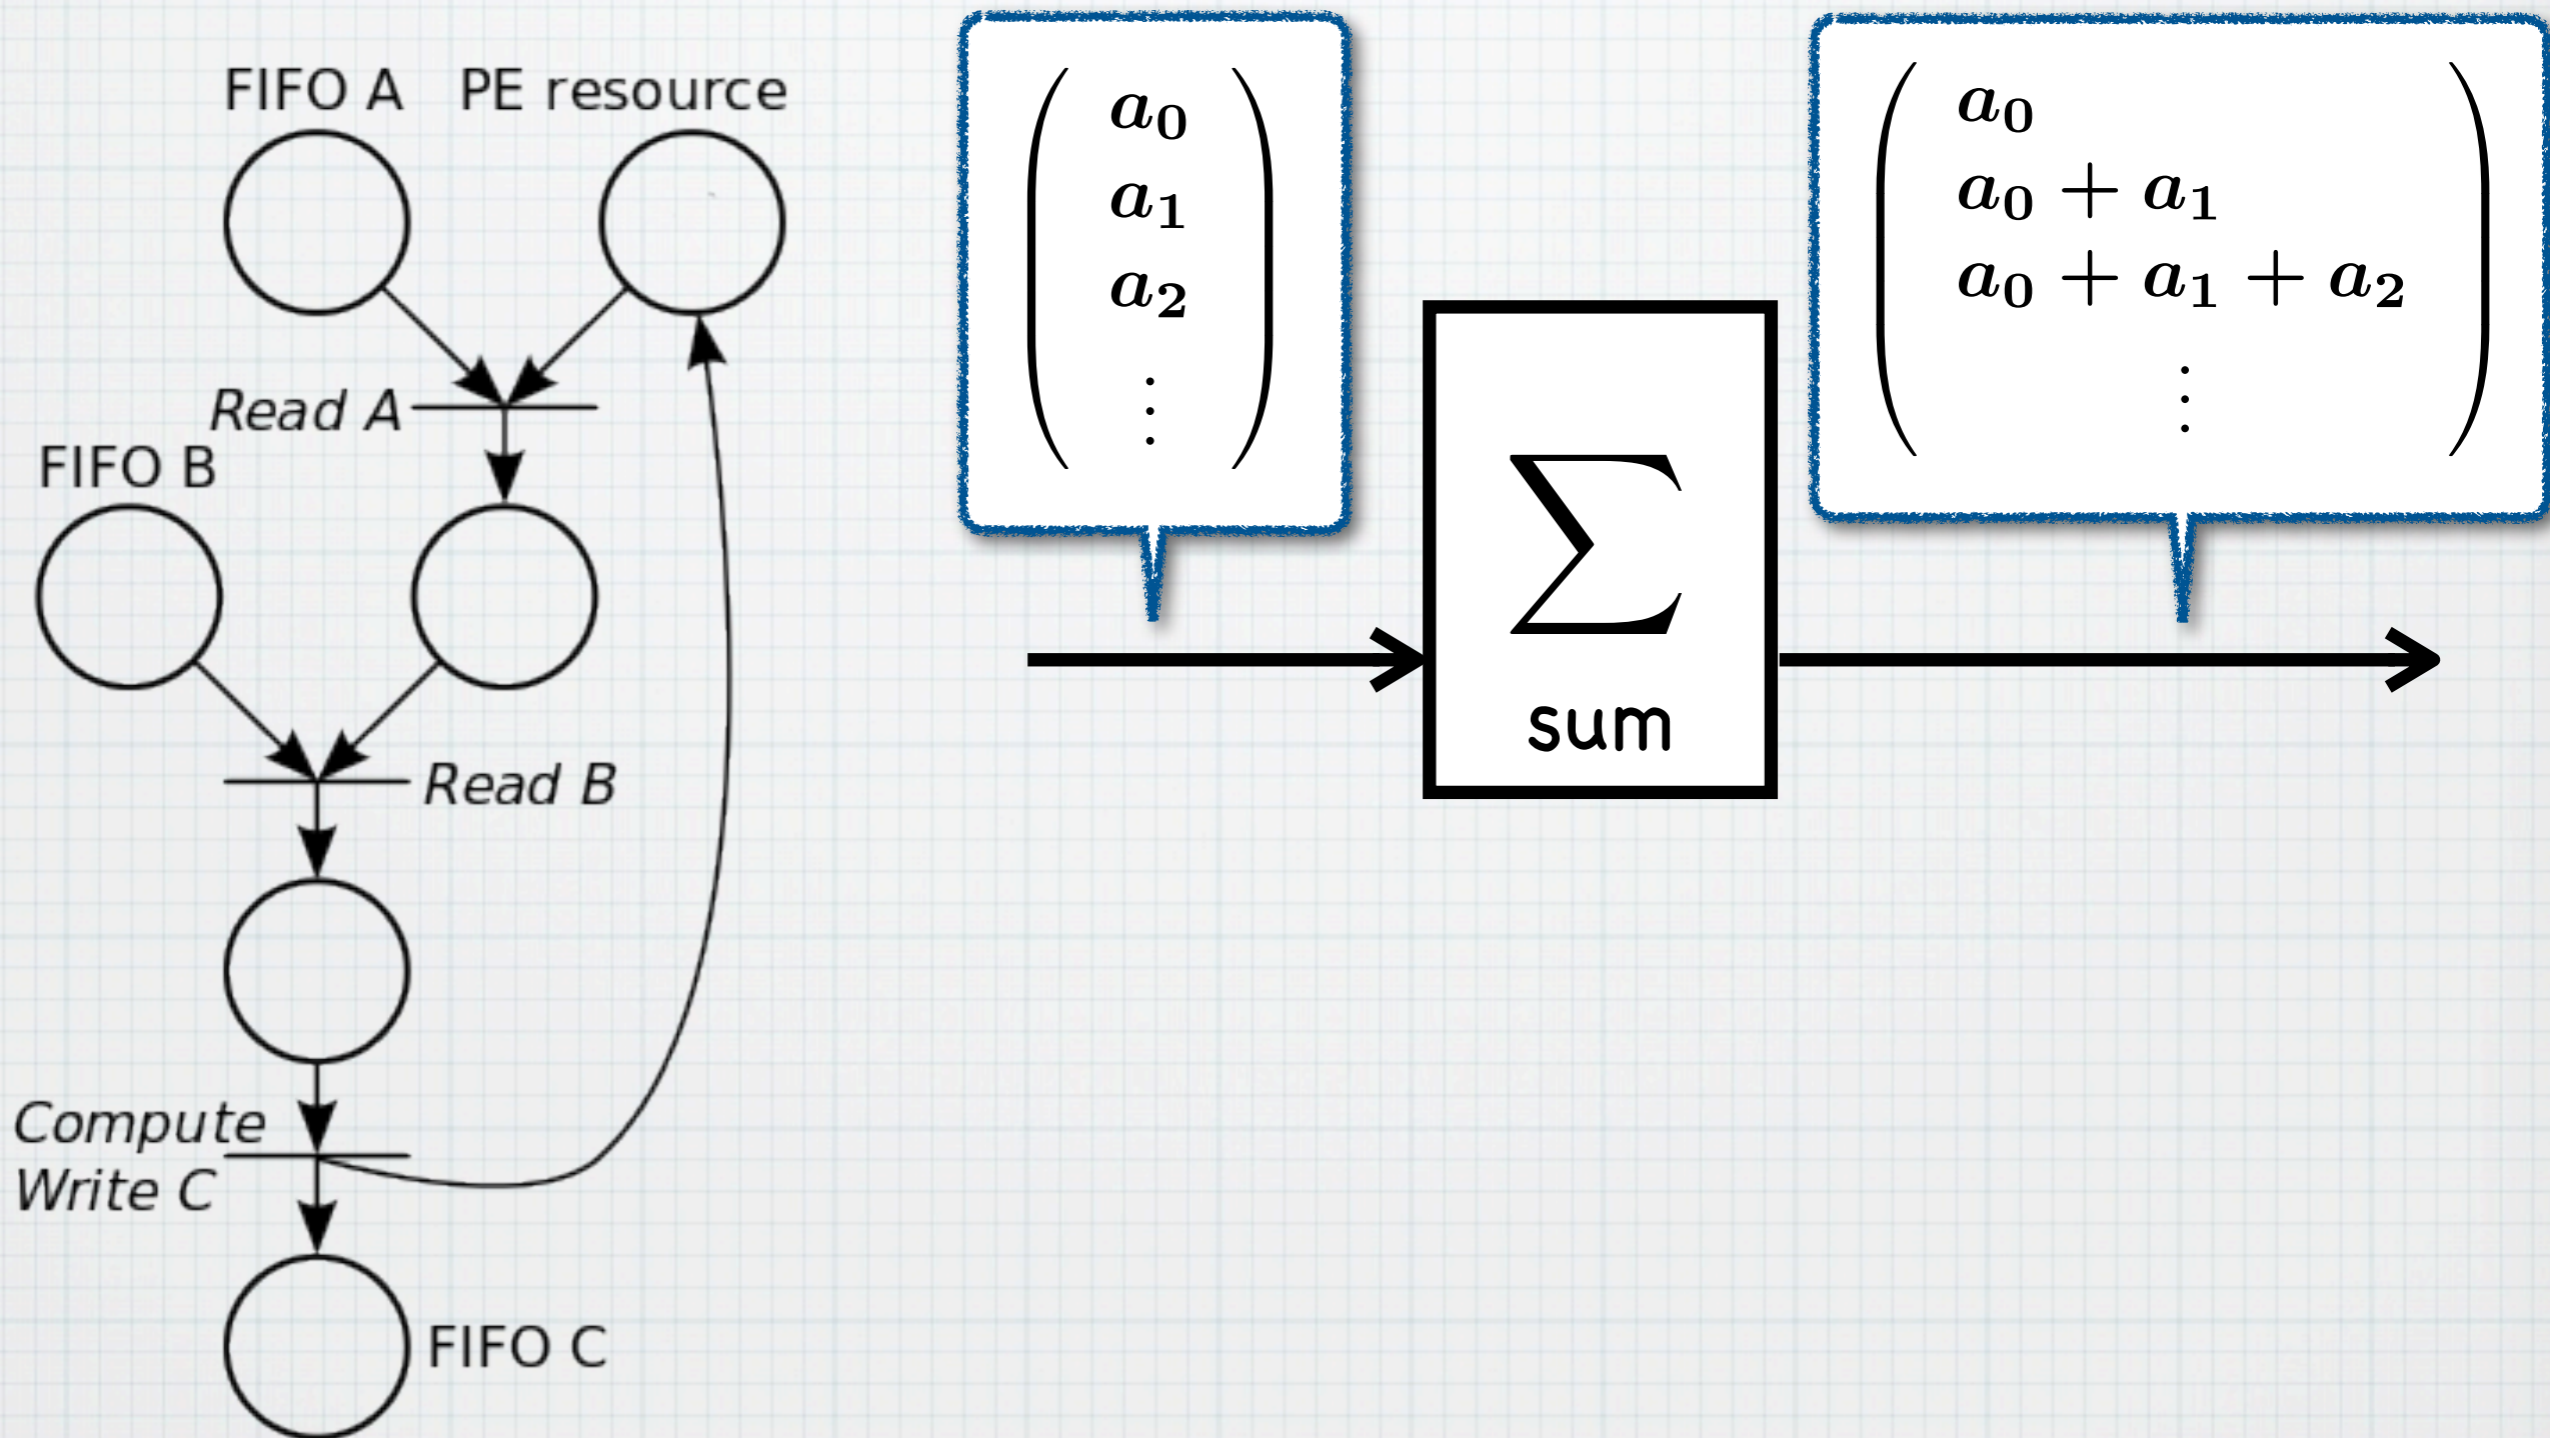 FIFO A PE resource
Read A
FIFO B
Read B
Compute
Write C
FIFO C
a₀
a₁
a₂
⋮
∑
sum
a₀
a₀ + a₁
a₀ + a₁ + a₂
⋮